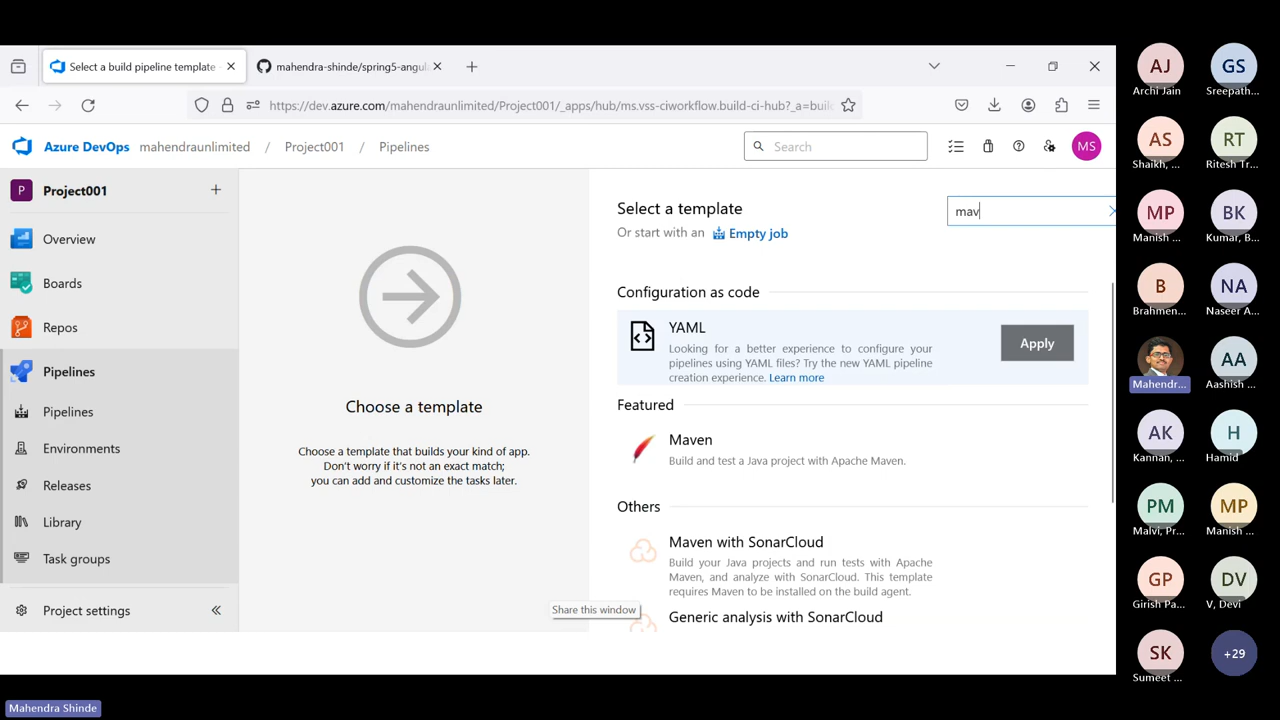 Select a build pipeline template
mahendra-shinde/spring5-angul
https://dev.azure.com/mahendraunlimited/Project001/_apps/hub/ms.vss-ciworkflow.build-ci-hub?_a=buil
Azure DevOps
mahendraunlimited / Project001 / Pipelines
Search
MS
P
Project001
Overview
Boards
Repos
Pipelines
Pipelines
Environments
Releases
Library
Task groups
Project settings
Choose a template
Choose a template that builds your kind of app.
Don't worry if it's not an exact match;
you can add and customize the tasks later.
Select a template
mav
Or start with an Empty job
Configuration as code
YAML
Looking for a better experience to configure your
pipelines using YAML files? Try the new YAML pipeline
creation experience. Learn more
Apply
Featured
Maven
Build and test a Java project with Apache Maven.
Others
Maven with SonarCloud
Build your Java projects and run tests with Apache
Maven, and analyze with SonarCloud. This template
requires Maven to be installed on the build agent.
Generic analysis with SonarCloud
Share this window
AJ
Archi Jain
GS
Sreepath...
AS
Shaikh, ...
RT
Ritesh Tr...
MP
Manish ...
BK
Kumar, B...
B
Brahmen...
NA
Naseer A...
Mahendr...
AA
Aashish ...
AK
Kannan, ...
H
Hamid
PM
Malvi, Pr...
MP
Manish ...
GP
Girish Pa...
DV
V, Devi
SK
Sumeet ...
+29
Mahendra Shinde